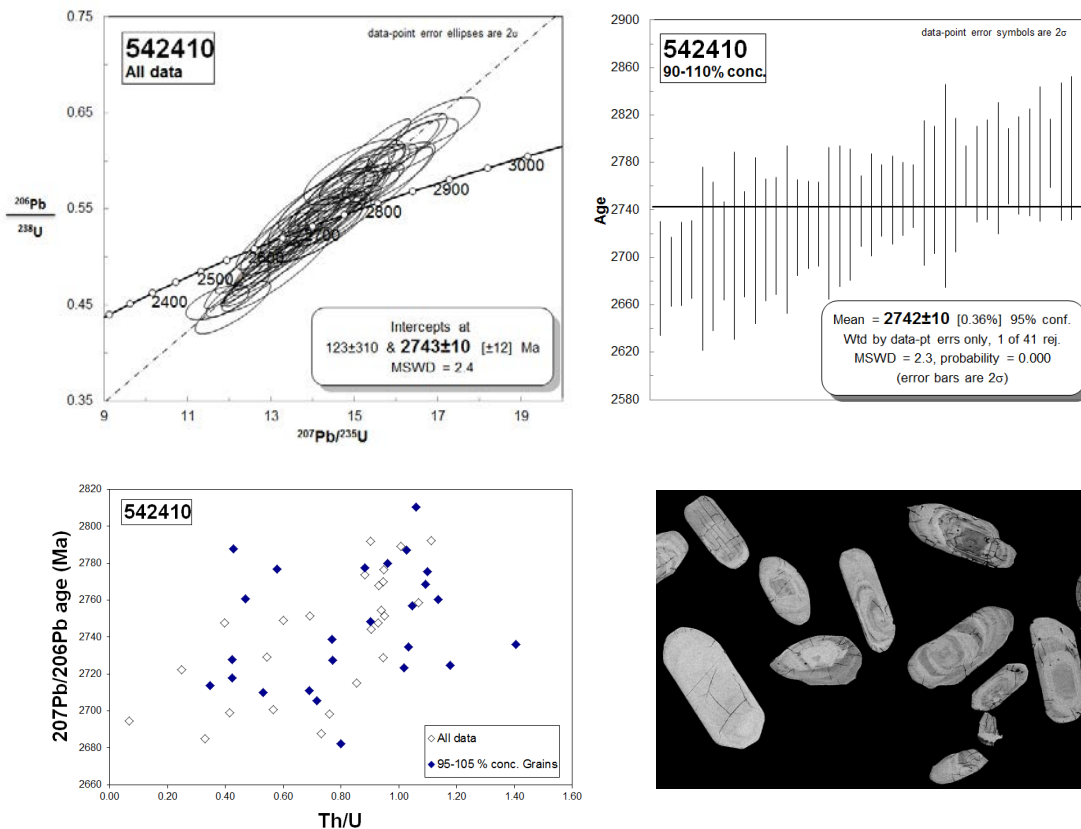 0.75
0.65
0.55
0.45
0.35
206Pb
238U
542410
All data
data-point error ellipses are 2σ
2400
2500
2600
2700
2800
2900
3000
Intercepts at
123±310 & 2743±10 [±12] Ma
MSWD = 2.4
9 11 13 15 17 19
207Pb/235U
2900
2860
2820
2780
2740
2700
2660
2620
2580
Age
542410
90-110% conc.
data-point error symbols are 2σ
Mean = 2742±10 [0.36%] 95% conf.
Wtd by data-pt errs only, 1 of 41 rej.
MSWD = 2.3, probability = 0.000
(error bars are 2σ)
2820
2800
2780
2760
2740
2720
2700
2680
2660
207Pb/206Pb age (Ma)
542410
All data
95-105 % conc. Grains
0.00 0.20 0.40 0.60 0.80 1.00 1.20 1.40 1.60
Th/U